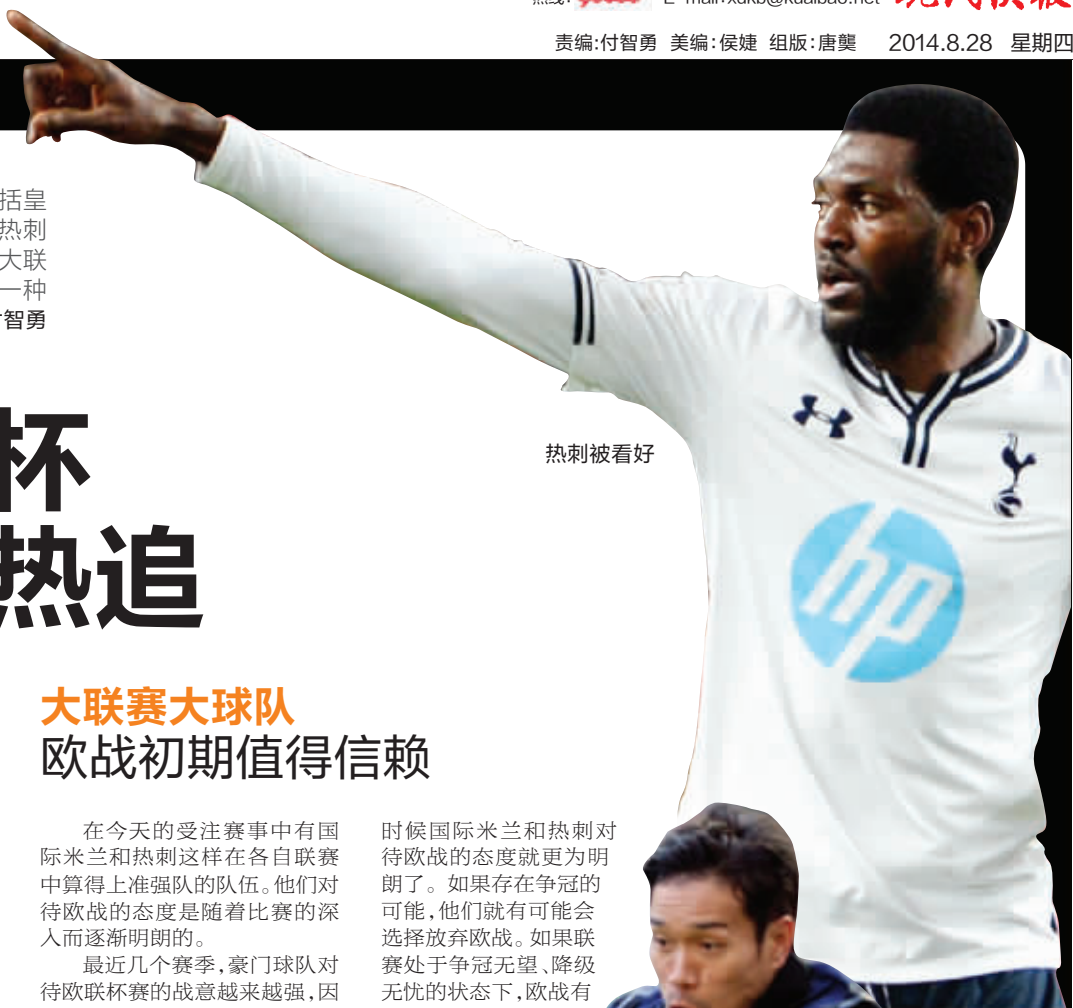 E-mail:xdkb@kuaibao.net
责编:付智勇 美编:侯婕 组版:唐龑 2014.8.28 星期四
括皇
热刺
大联
一种
智勇
杯
热追
热刺被看好
hp
大联赛大球队
欧战初期值得信赖
在今天的受注赛事中有国
际米兰和热刺这样在各自联赛
中算得上准强队的队伍。他们对
待欧战的态度是随着比赛的深
入而逐渐明朗的。
最近几个赛季,豪门球队对
待欧联杯赛的战意越来越强,因
时候国际米兰和热刺对
待欧战的态度就更为明
朗了。如果存在争冠的
可能,他们就有可能会
选择放弃欧战。如果联
赛处于争冠无望、降级
无忧的状态下,欧战有